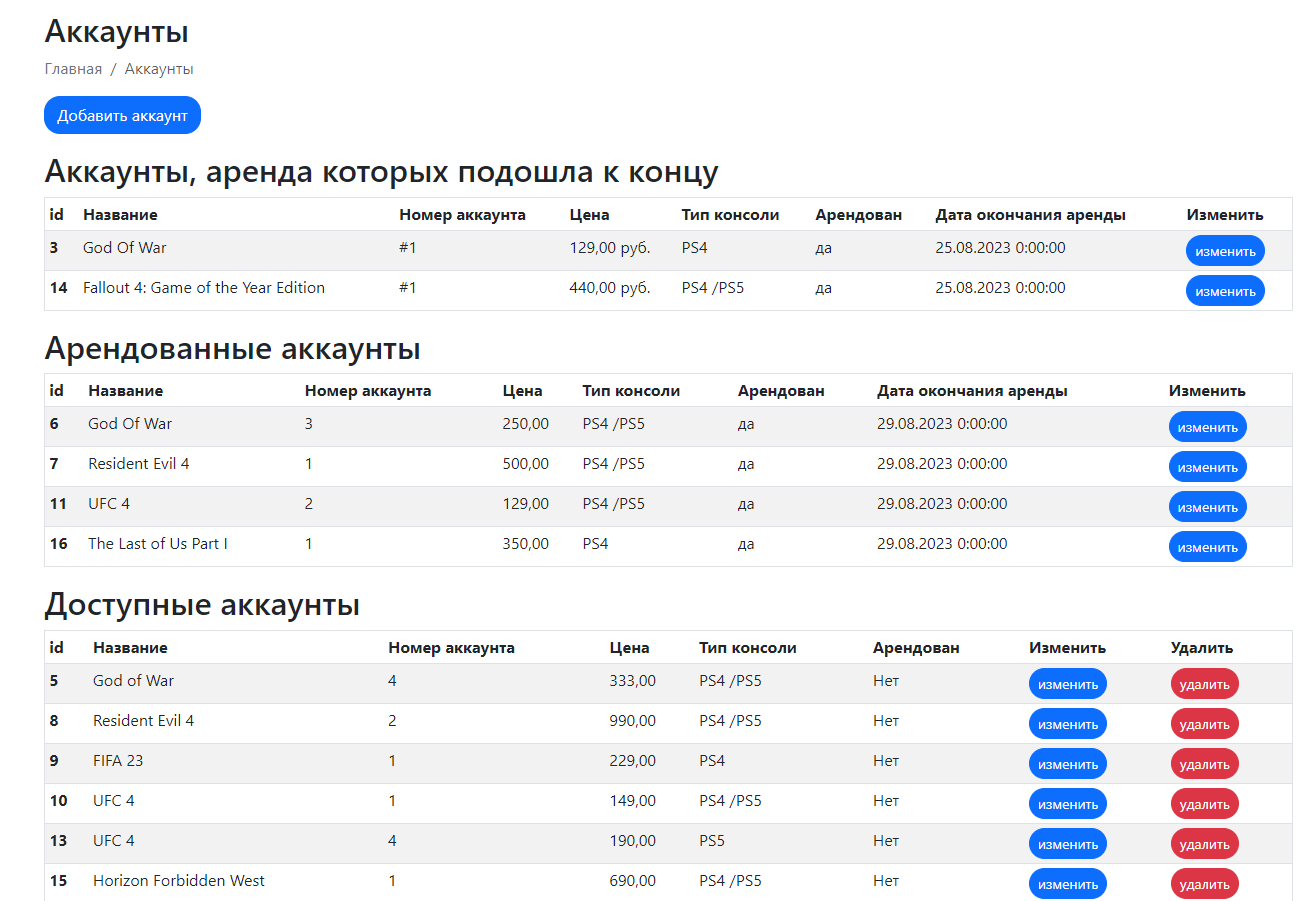 Аккаунты
Главная / Аккаунты
Добавить аккаунт
Аккаунты, аренда которых подошла к концу
id Название Номер аккаунта Цена Тип консоли Арендован Дата окончания аренды Изменить
3 God Of War #1 129,00 руб. PS4 да 25.08.2023 0:00:00 изменить
14 Fallout 4: Game of the Year Edition #1 440,00 руб. PS4 /PS5 да 25.08.2023 0:00:00 изменить
Арендованные аккаунты
id Название Номер аккаунта Цена Тип консоли Арендован Дата окончания аренды Изменить
6 God Of War 3 250,00 PS4 /PS5 да 29.08.2023 0:00:00 изменить
7 Resident Evil 4 1 500,00 PS4 /PS5 да 29.08.2023 0:00:00 изменить
11 UFC 4 2 129,00 PS4 /PS5 да 29.08.2023 0:00:00 изменить
16 The Last of Us Part I 1 350,00 PS4 да 29.08.2023 0:00:00 изменить
Доступные аккаунты
id Название Номер аккаунта Цена Тип консоли Арендован Изменить Удалить
5 God of War 4 333,00 PS4 /PS5 Нет изменить удалить
8 Resident Evil 4 2 990,00 PS4 /PS5 Нет изменить удалить
9 FIFA 23 1 229,00 PS4 Нет изменить удалить
10 UFC 4 1 149,00 PS4 /PS5 Нет изменить удалить
13 UFC 4 4 190,00 PS5 Нет изменить удалить
15 Horizon Forbidden West 1 690,00 PS4 /PS5 Нет изменить удалить